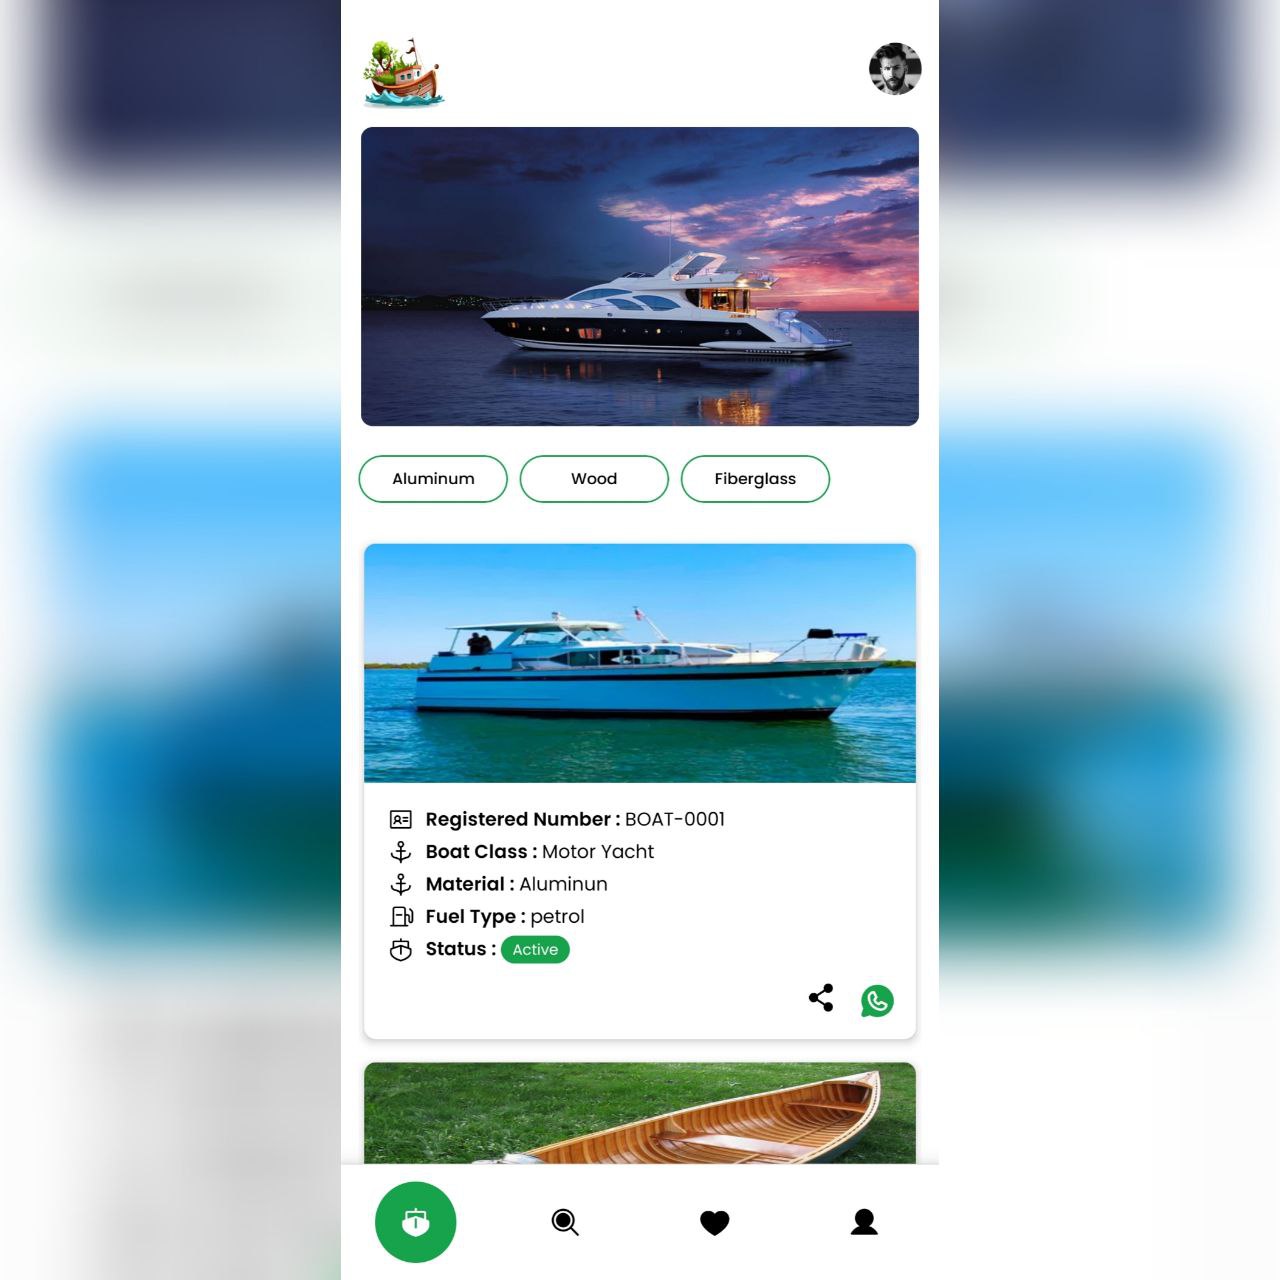 Aluminum Wood Fiberglass
Registered Number : BOAT-0001
Boat Class : Motor Yacht
Material : Aluminun
Fuel Type : petrol
Status : Active